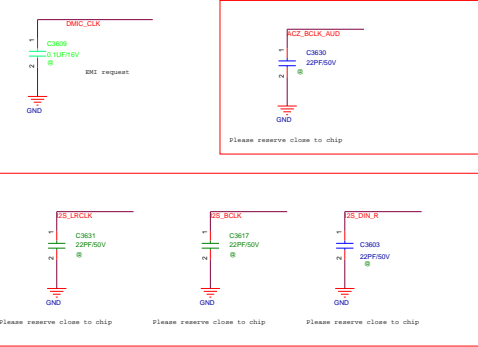 DMIC_CLK
1
C3609
0.1UF/16V
2
@
EMI request
GND
ACZ_BCLK_AUD
1
C3630
22PF/50V
2
@
GND
Please reserve close to chip
I2S_LRCLK
1
C3631
22PF/50V
2
@
GND
Please reserve close to chip
I2S_BCLK
1
C3617
22PF/50V
2
@
GND
Please reserve close to chip
I2S_DIN_R
1
C3603
2
22PF/50V
@
GND
Please reserve close to chip